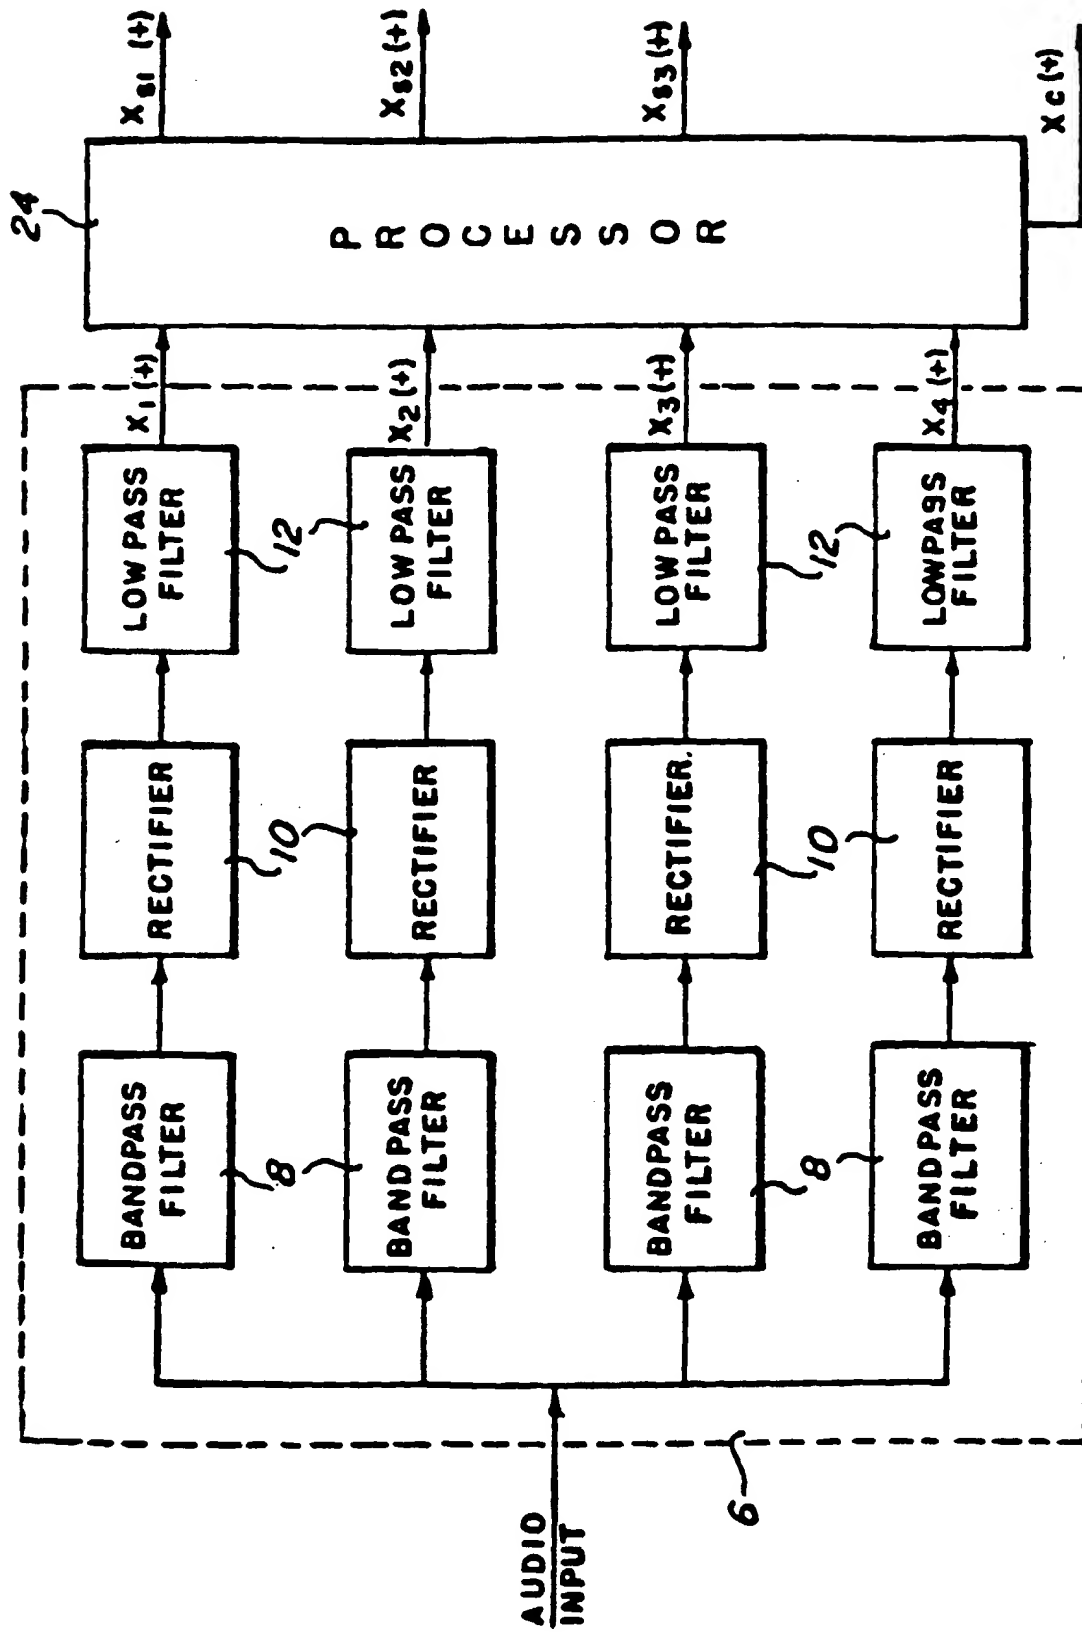 AUDIO
INPUT
6
BANDPASS
FILTER
8
RECTIFIER
10
LOW PASS
FILTER
12
X1(+)
BANDPASS
FILTER
8
RECTIFIER
10
LOW PASS
FILTER
12
X2(+)
BANDPASS
FILTER
RECTIFIER.
LOW PASS
FILTER
X3(+)
BANDPASS
FILTER
RECTIFIER
LOWPASS
FILTER
X4(+)
24
PROCESSOR
XS1(+)
XS2(+)
XS3(+)
XC(+)